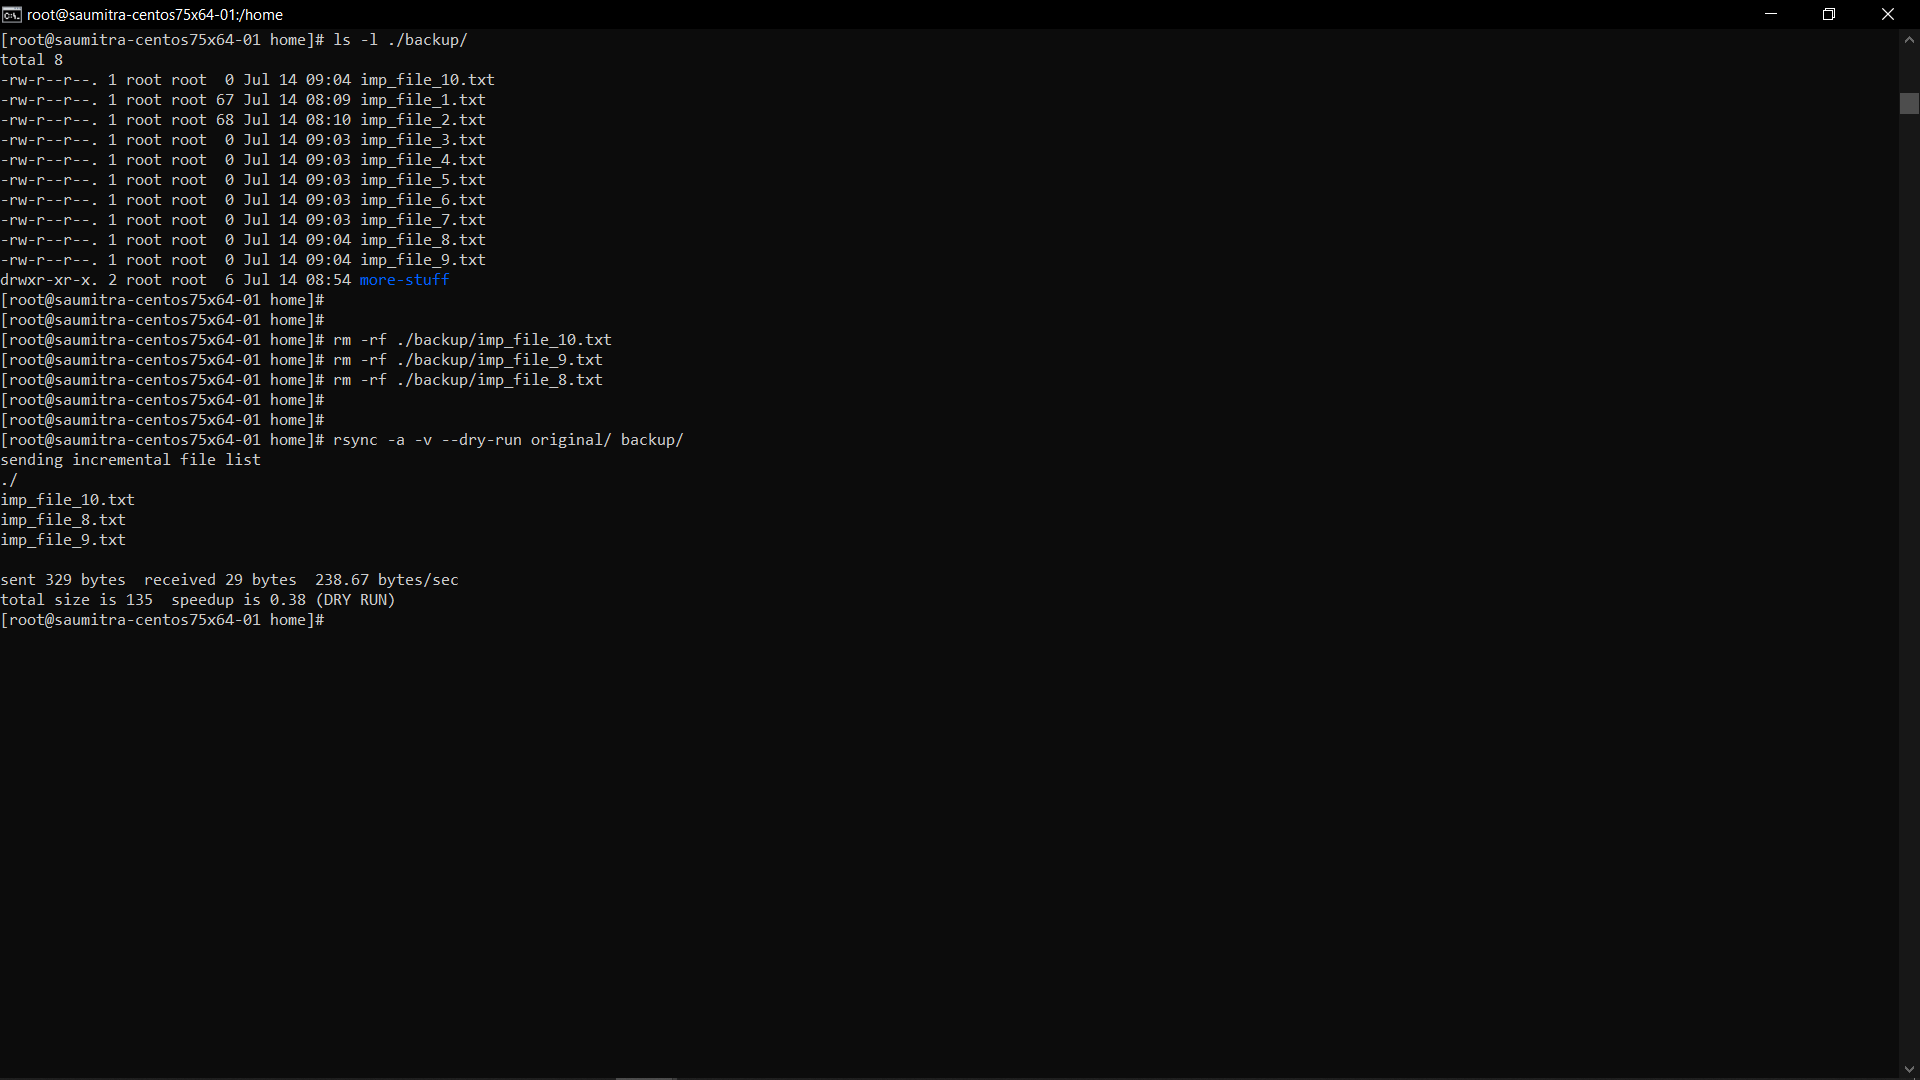 root@saumitra-centos75x64-01:/home
[root@saumitra-centos75x64-01 home]# ls -l ./backup/
total 8
-rw-r--r--. 1 root root  0 Jul 14 09:04 imp_file_10.txt
-rw-r--r--. 1 root root 67 Jul 14 08:09 imp_file_1.txt
-rw-r--r--. 1 root root 68 Jul 14 08:10 imp_file_2.txt
-rw-r--r--. 1 root root  0 Jul 14 09:03 imp_file_3.txt
-rw-r--r--. 1 root root  0 Jul 14 09:03 imp_file_4.txt
-rw-r--r--. 1 root root  0 Jul 14 09:03 imp_file_5.txt
-rw-r--r--. 1 root root  0 Jul 14 09:03 imp_file_6.txt
-rw-r--r--. 1 root root  0 Jul 14 09:03 imp_file_7.txt
-rw-r--r--. 1 root root  0 Jul 14 09:04 imp_file_8.txt
-rw-r--r--. 1 root root  0 Jul 14 09:04 imp_file_9.txt
drwxr-xr-x. 2 root root  6 Jul 14 08:54 more-stuff
[root@saumitra-centos75x64-01 home]#
[root@saumitra-centos75x64-01 home]#
[root@saumitra-centos75x64-01 home]# rm -rf ./backup/imp_file_10.txt
[root@saumitra-centos75x64-01 home]# rm -rf ./backup/imp_file_9.txt
[root@saumitra-centos75x64-01 home]# rm -rf ./backup/imp_file_8.txt
[root@saumitra-centos75x64-01 home]#
[root@saumitra-centos75x64-01 home]#
[root@saumitra-centos75x64-01 home]# rsync -a -v --dry-run original/ backup/
sending incremental file list
./
imp_file_10.txt
imp_file_8.txt
imp_file_9.txt

sent 329 bytes  received 29 bytes  238.67 bytes/sec
total size is 135  speedup is 0.38 (DRY RUN)
[root@saumitra-centos75x64-01 home]#